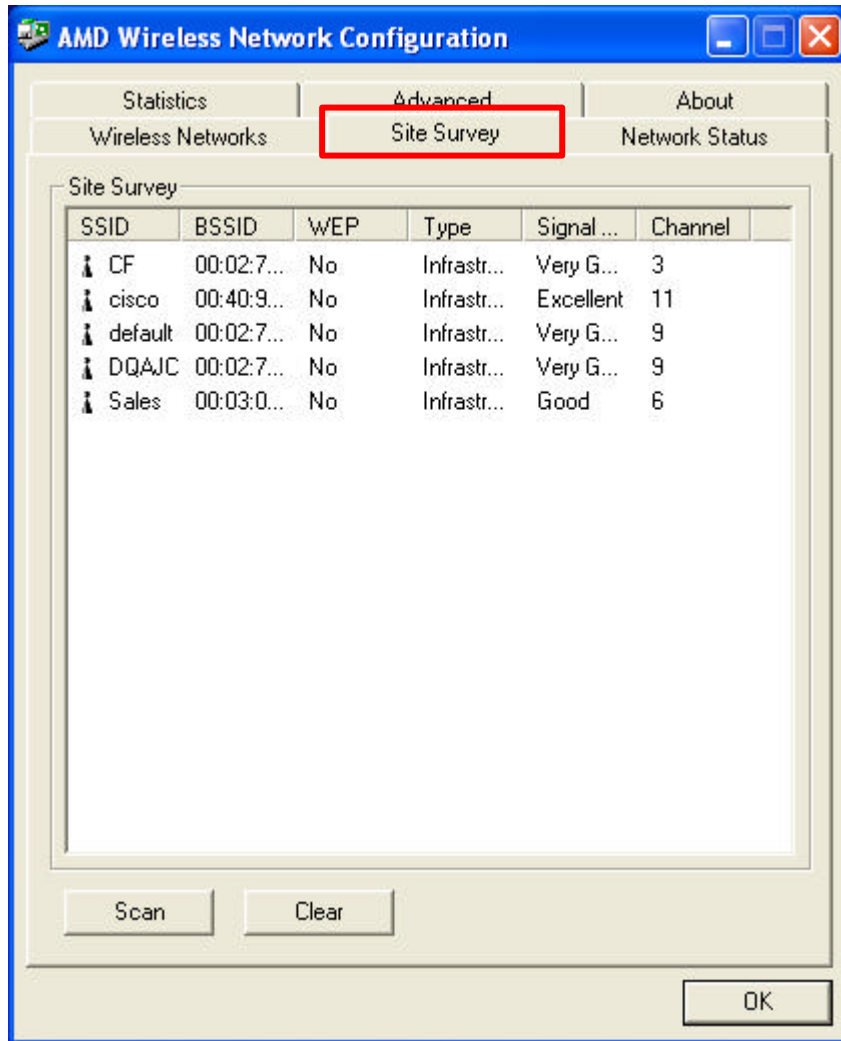 AMD Wireless Network Configuration
Statistics Advanced About
Wireless Networks Site Survey Network Status
Site Survey
SSID BSSID WEP Type Signal ... Channel
CF 00:02:7... No Infrastr... Very G... 3
cisco 00:40:9... No Infrastr... Excellent 11
default 00:02:7... No Infrastr... Very G... 9
DQAJC 00:02:7... No Infrastr... Very G... 9
Sales 00:03:0... No Infrastr... Good 6
Scan Clear
OK